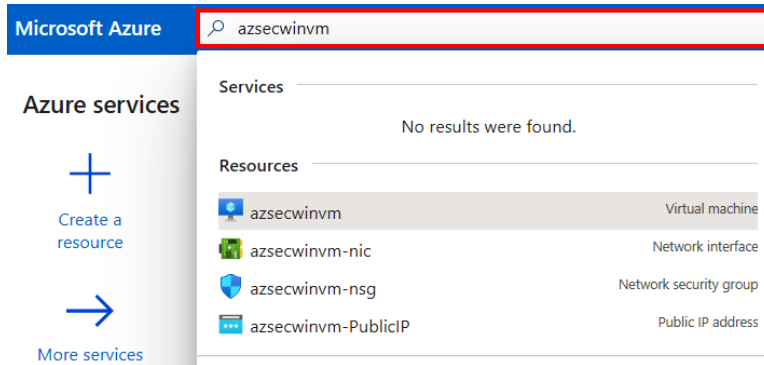 Microsoft Azure
azsecwinvm
Azure services
Create a
resource
More services
Services
No results were found.
Resources
azsecwinvm Virtual machine
azsecwinvm-nic Network interface
azsecwinvm-nsg Network security group
azsecwinvm-PublicIP Public IP address